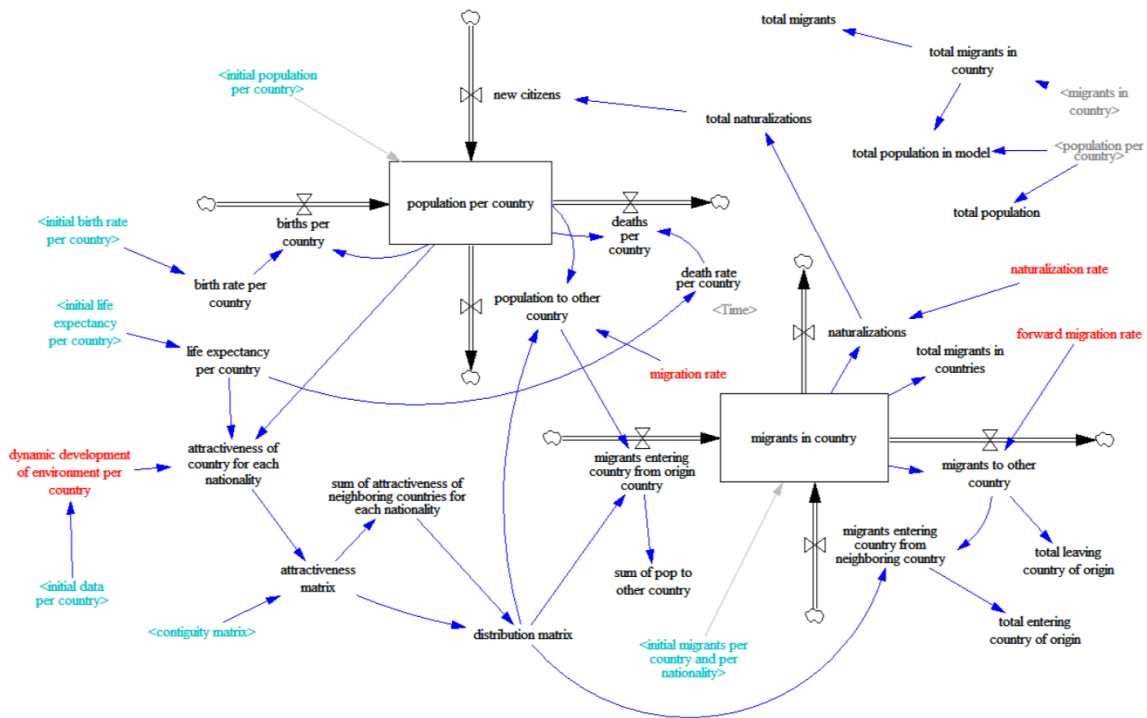 total migrants
total migrants in
country
<initial population
per country>
new citizens
<migrants in
country>
total naturalizations
total population in model
<population per
country>
population per country
births per
country
deaths
per
country
total population
<initial birth rate
per country>
birth rate per
country
death rate
per country
naturalization rate
population to other
country
<Time>
<initial life
expectancy
per country>
naturalizations
forward migration rate
life expectancy
per country
total migrants in
countries
migration rate
migrants in country
dynamic development
of environment per
country
attractiveness of
country for each
nationality
migrants entering
country from origin
country
migrants to other
country
sum of attractiveness of
neighboring countries for
each nationality
migrants entering
country from
neighboring country
total leaving
country of origin
<initial data
per country>
attractiveness
matrix
sum of pop to
other country
total entering
country of origin
<contiguity matrix>
distribution matrix
<initial migrants per
country and per
nationality>